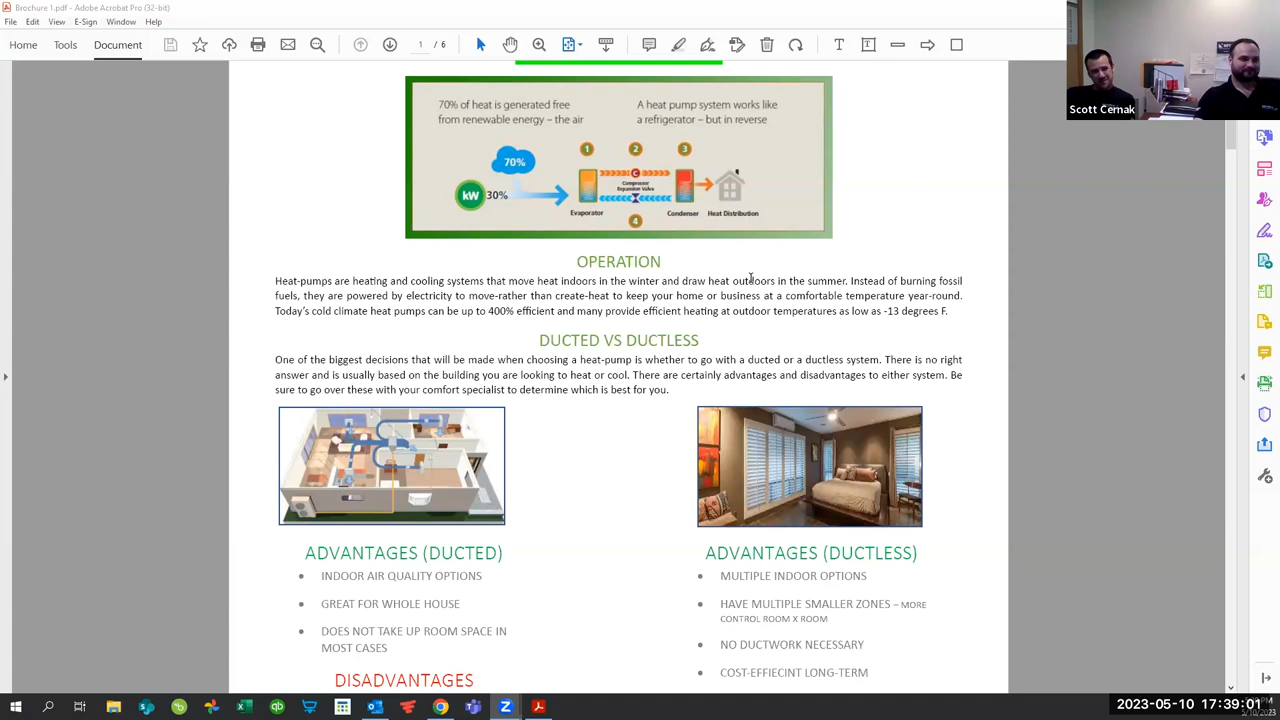 Brochure 1.pdf - Adobe Acrobat Pro (32-bit)
File Edit View E-Sign Window Help
Home Tools Document 1 / 6
Scott Cernak
70% of heat is generated free
from renewable energy – the air
A heat pump system works like
a refrigerator – but in reverse
1 2 3
70%
C
Compressor
Expansion Valve
kW 30%
Evaporator Condenser Heat Distribution
4
OPERATION
Heat-pumps are heating and cooling systems that move heat indoors in the winter and draw heat outdoors in the summer. Instead of burning fossil
fuels, they are powered by electricity to move-rather than create-heat to keep your home or business at a comfortable temperature year-round.
Today's cold climate heat pumps can be up to 400% efficient and many provide efficient heating at outdoor temperatures as low as -13 degrees F.
DUCTED VS DUCTLESS
One of the biggest decisions that will be made when choosing a heat-pump is whether to go with a ducted or a ductless system. There is no right
answer and is usually based on the building you are looking to heat or cool. There are certainly advantages and disadvantages to either system. Be
sure to go over these with your comfort specialist to determine which is best for you.
ADVANTAGES (DUCTED)
• INDOOR AIR QUALITY OPTIONS
• GREAT FOR WHOLE HOUSE
• DOES NOT TAKE UP ROOM SPACE IN
MOST CASES
DISADVANTAGES
ADVANTAGES (DUCTLESS)
• MULTIPLE INDOOR OPTIONS
• HAVE MULTIPLE SMALLER ZONES – MORE
CONTROL ROOM X ROOM
• NO DUCTWORK NECESSARY
• COST-EFFIECINT LONG-TERM
2023-05-10 17:39:01